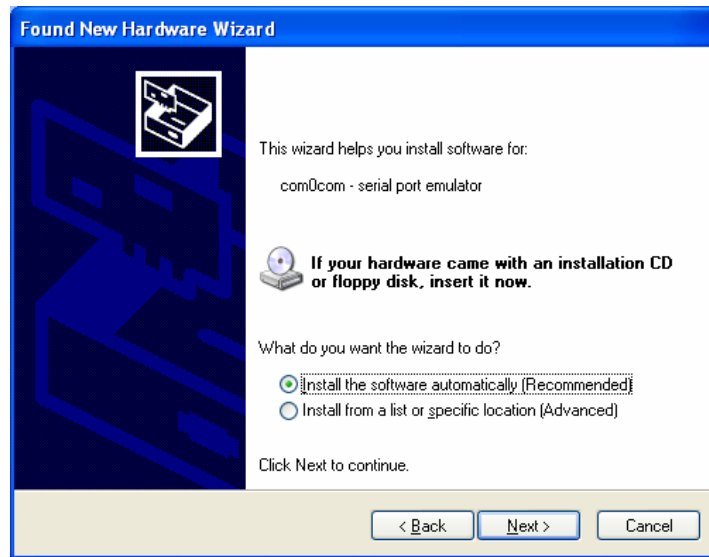 Found New Hardware Wizard
This wizard helps you install software for:
com0com - serial port emulator
If your hardware came with an installation CD
or floppy disk, insert it now.
What do you want the wizard to do?
Install the software automatically (Recommended)
Install from a list or specific location (Advanced)
Click Next to continue.
< Back
Next >
Cancel